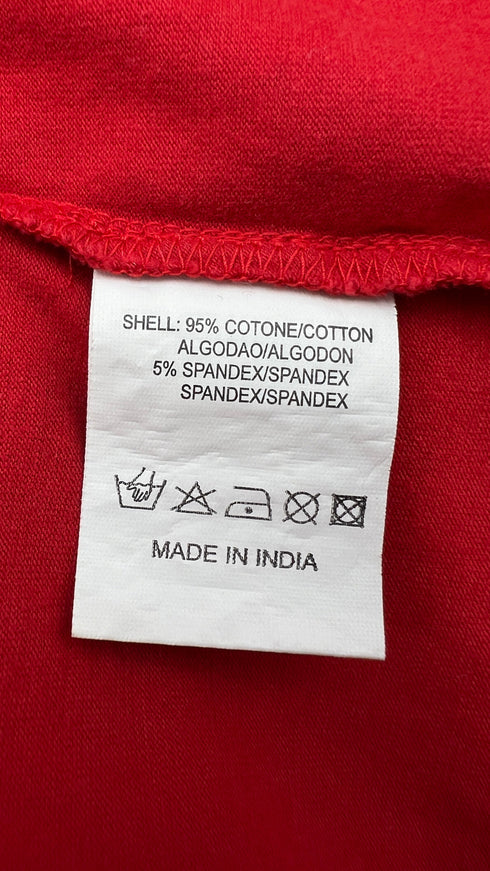 SHELL: 95% COTONE/COTTON
ALGODAO/ALGODON
5% SPANDEX/SPANDEX
SPANDEX/SPANDEX
MADE IN INDIA